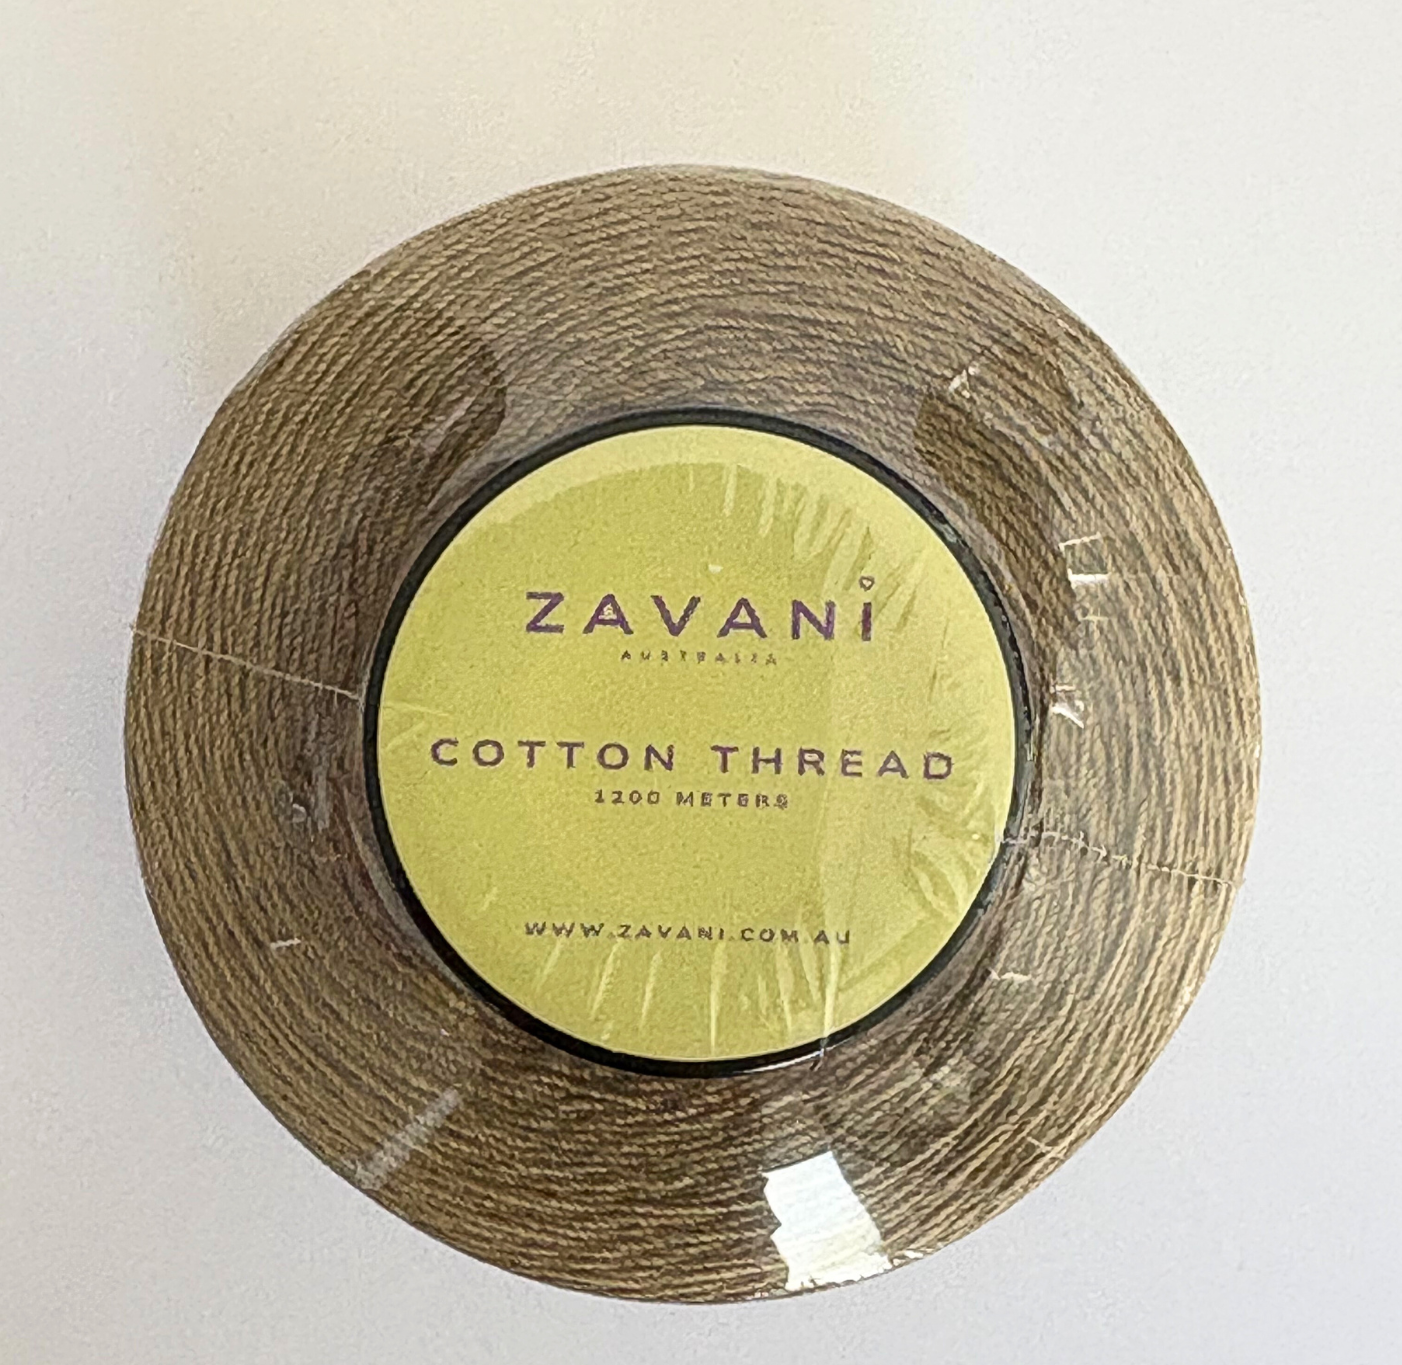 ZAVANi
AUSTRALIA
COTTON THREAD
1200 METERS
WWW.ZAVANI.COM.AU